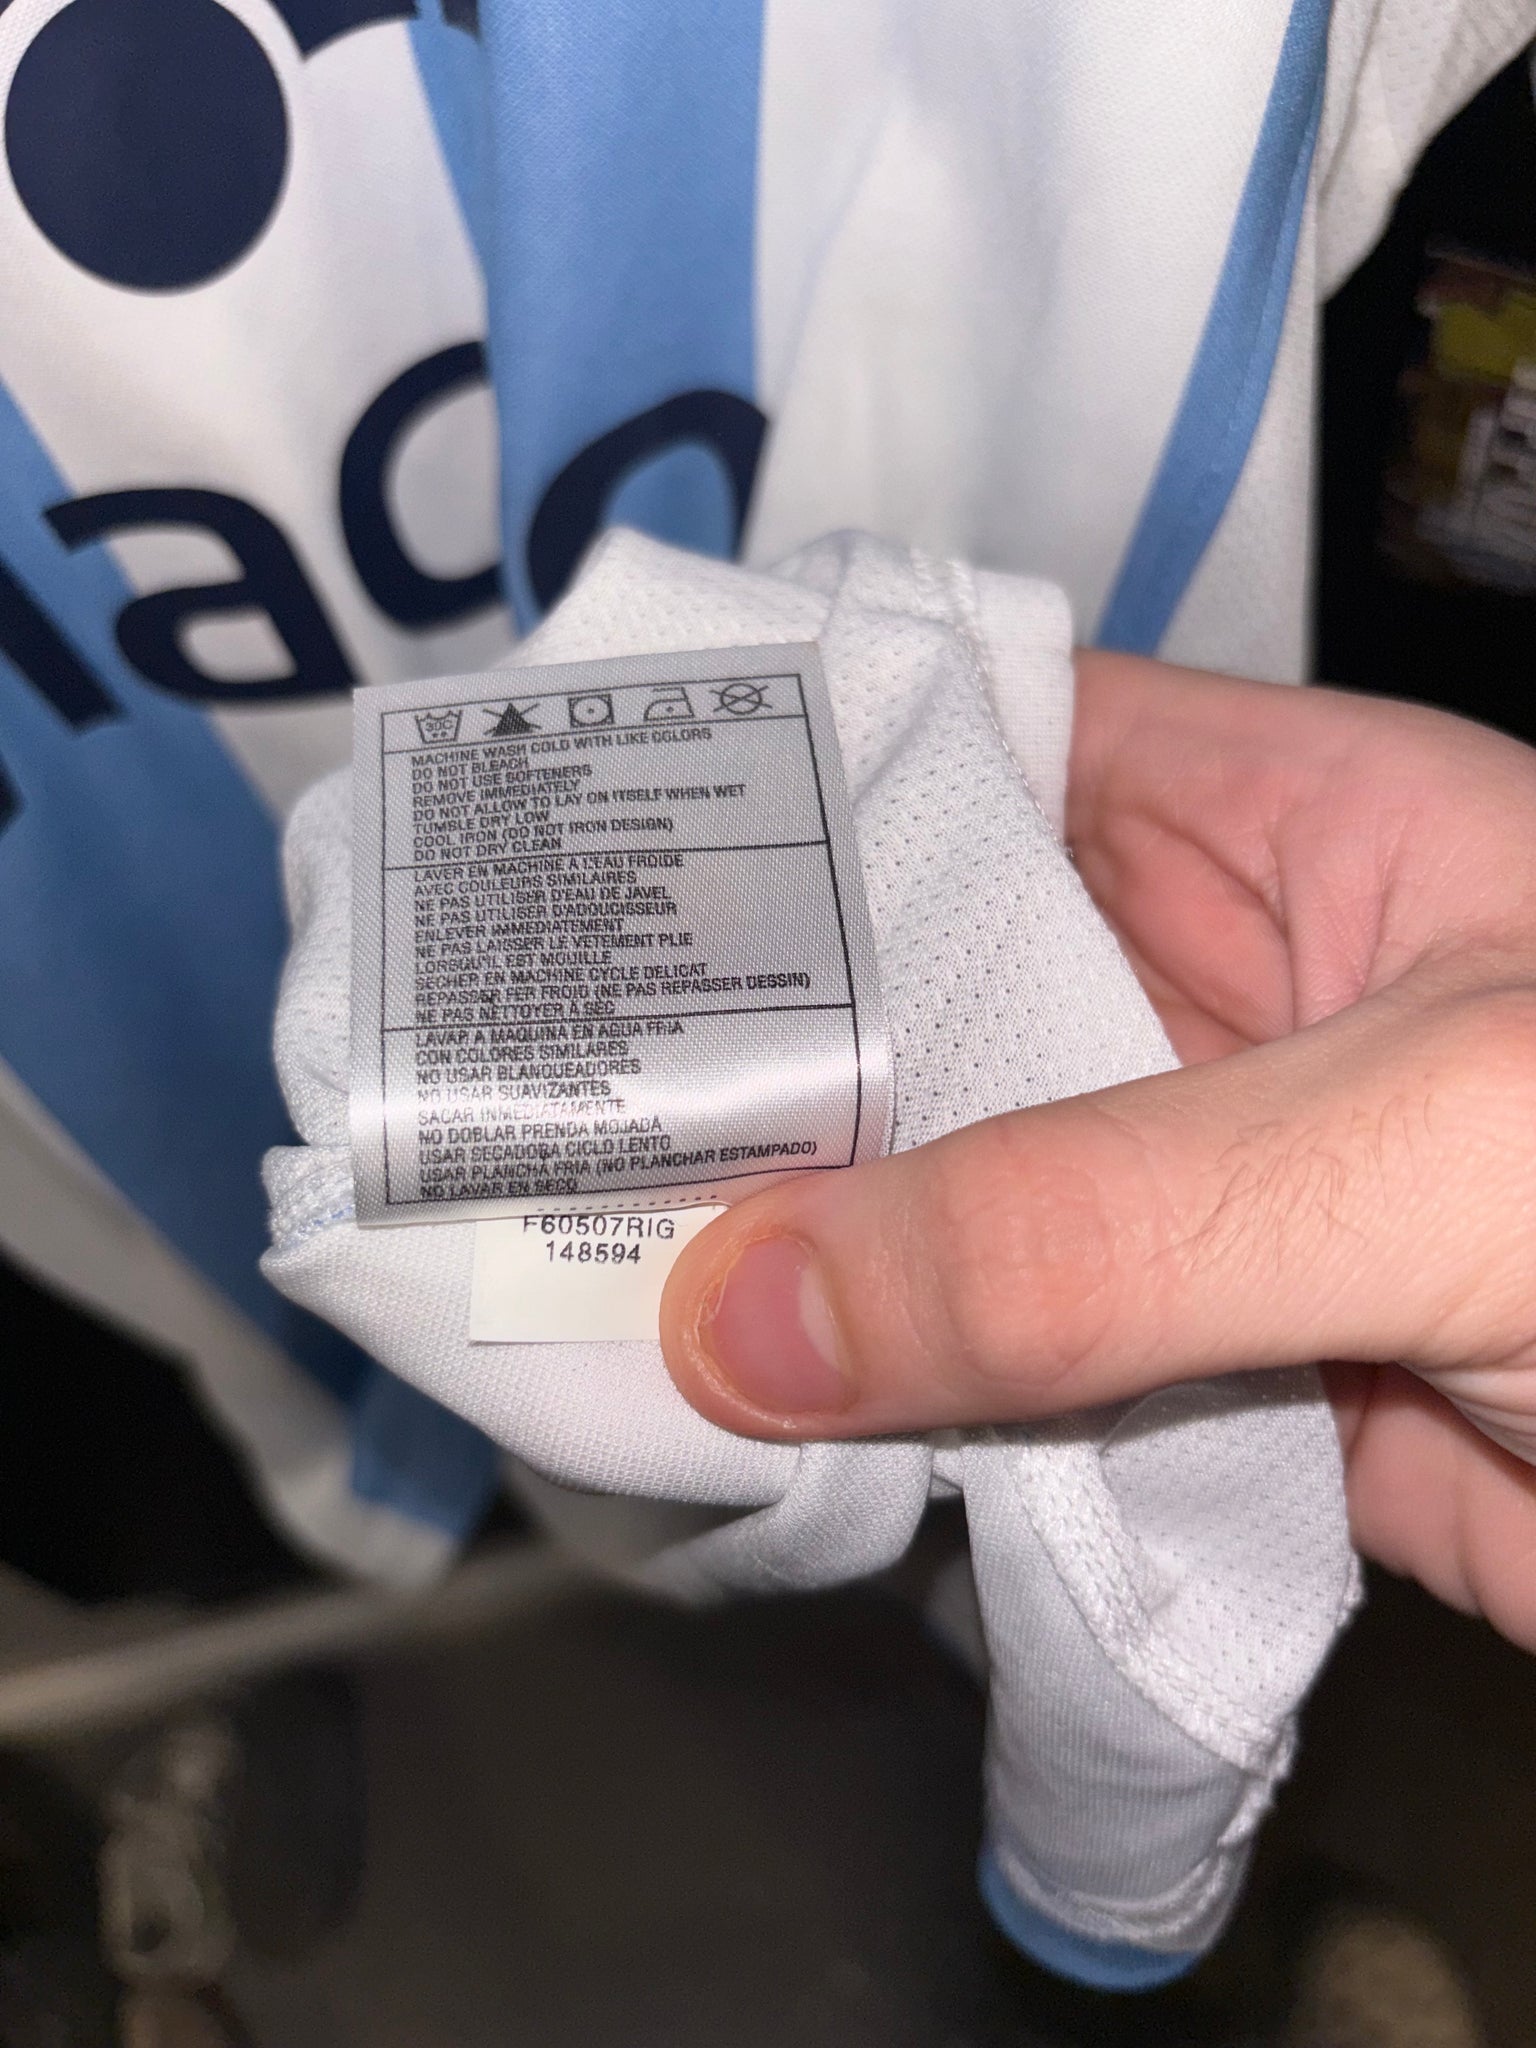 naco
30C
MACHINE WASH COLD WITH LIKE COLORS
DO NOT BLEACH
DO NOT USE SOFTENERS
REMOVE IMMEDIATELY
DO NOT ALLOW TO LAY ON ITSELF WHEN WET
TUMBLE DRY LOW
COOL IRON (DO NOT IRON DESIGN)
DO NOT DRY CLEAN
LAVER EN MACHINE A L'EAU FROIDE
AVEC COULEURS SIMILAIRES
NE PAS UTILISER D'EAU DE JAVEL
NE PAS UTILISER D'ADOUCISSEUR
ENLEVER IMMEDIATEMENT
NE PAS LAISSER LE VETEMENT PLIE
LORSQU'IL EST MOUILLE
SECHER EN MACHINE CYCLE DELICAT
REPASSER FER FROID (NE PAS REPASSER DESSIN)
NE PAS NETTOYER A SEC
LAVAR A MAQUINA EN AGUA FRIA
CON COLORES SIMILARES
NO USAR BLANQUEADORES
NO USAR SUAVIZANTES
SACAR INMEDIATAMENTE
NO DOBLAR PRENDA MOJADA
USAR SECADORA CICLO LENTO
USAR PLANCHA FRIA (NO PLANCHAR ESTAMPADO)
NO LAVAR EN SECO
F60507RIG
148594